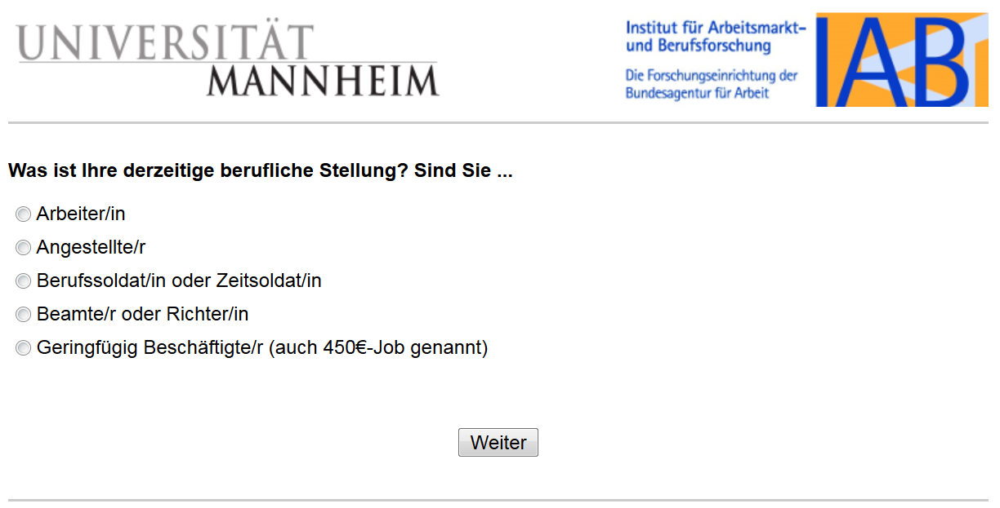 UNIVERSITÄT
MANNHEIM
Institut für Arbeitsmarkt-
und Berufsforschung
Die Forschungseinrichtung der
Bundesagentur für Arbeit
IAB
Was ist Ihre derzeitige berufliche Stellung? Sind Sie ...
Arbeiter/in
Angestellte/r
Berufssoldat/in oder Zeitsoldat/in
Beamte/r oder Richter/in
Geringfügig Beschäftigte/r (auch 450€-Job genannt)
Weiter